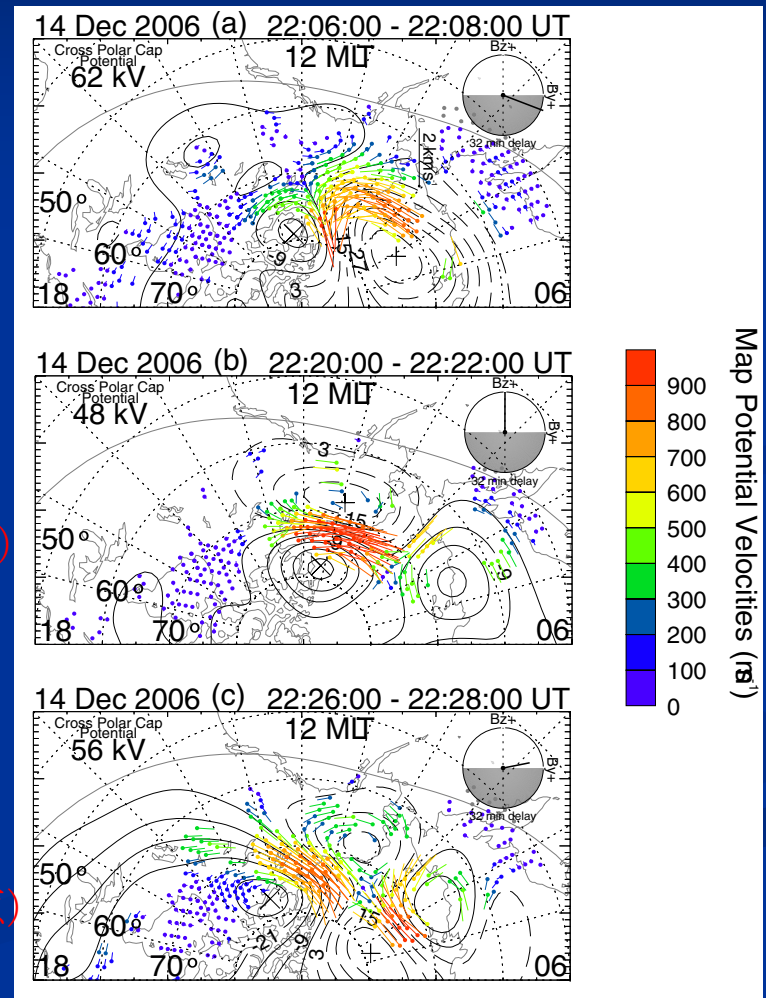 14 Dec 2006 (a) 22:06:00 - 22:08:00 UT
Cross Polar Cap
Potential
62 kV
12 MLT
Bz+
By+
32 min delay
2 kms
50°
60°
70°
18
06
-9
3
15
27
14 Dec 2006 (b) 22:20:00 - 22:22:00 UT
Cross Polar Cap
Potential
48 kV
12 MLT
Bz+
By+
32 min delay
3
15
9
-9
50°
60°
70°
18
06
14 Dec 2006 (c) 22:26:00 - 22:28:00 UT
Cross Polar Cap
Potential
56 kV
12 MLT
Bz+
By+
32 min delay
50°
60°
70°
18
06
-21
-9
3
15
900
800
700
600
500
400
300
200
100
0
Map Potential Velocities (ms⁻¹)